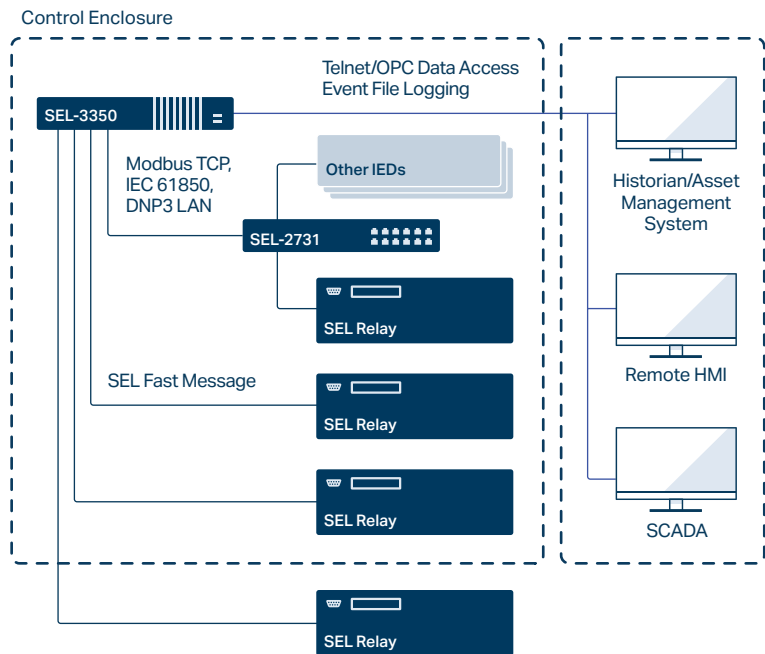 Control Enclosure
Telnet/OPC Data Access
Event File Logging
SEL-3350
Modbus TCP,
IEC 61850,
DNP3 LAN
Other IEDs
SEL-2731
SEL Relay
SEL Fast Message
SEL Relay
SEL Relay
SEL Relay
Historian/Asset
Management
System
Remote HMI
SCADA